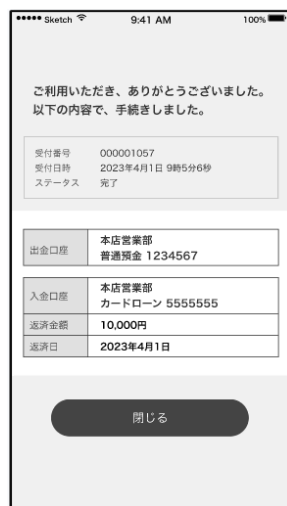 ••••• Sketch 9:41 AM 100%
ご利用いただき、ありがとうございました。
以下の内容で、手続きしました。
受付番号 000001057
受付日時 2023年4月1日 9時5分6秒
ステータス 完了
出金口座 本店営業部
普通預金 1234567
入金口座 本店営業部
カードローン 5555555
返済金額 10,000円
返済日 2023年4月1日
閉じる